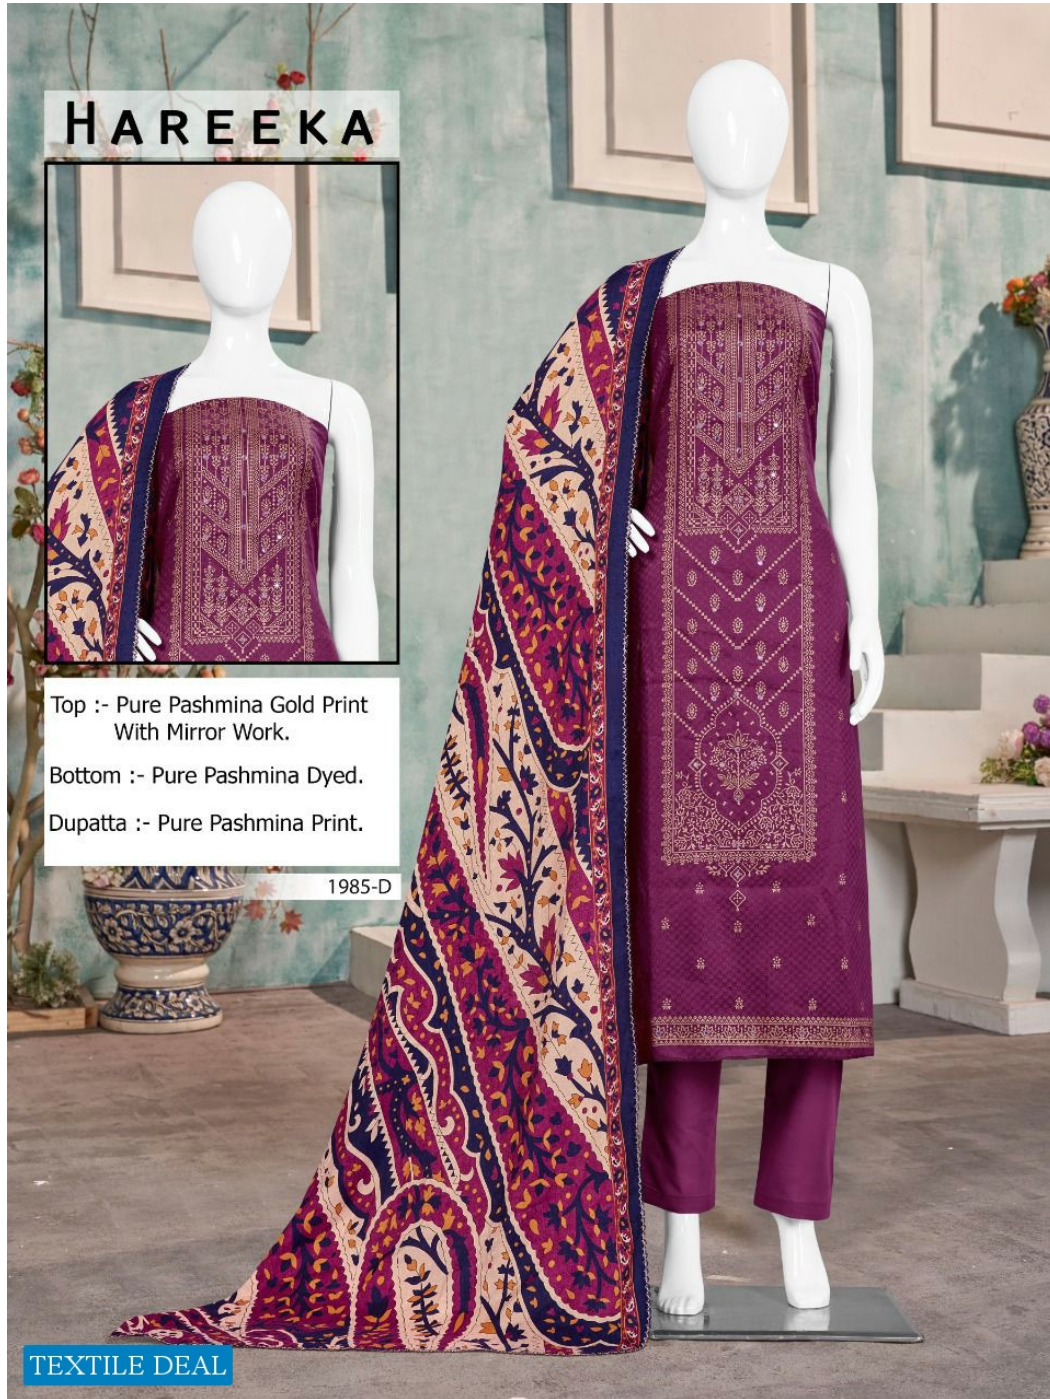 HAREEKA
Top :- Pure Pashmina Gold Print
With Mirror Work.
Bottom :- Pure Pashmina Dyed.
Dupatta :- Pure Pashmina Print.
1985-D
TEXTILE DEAL